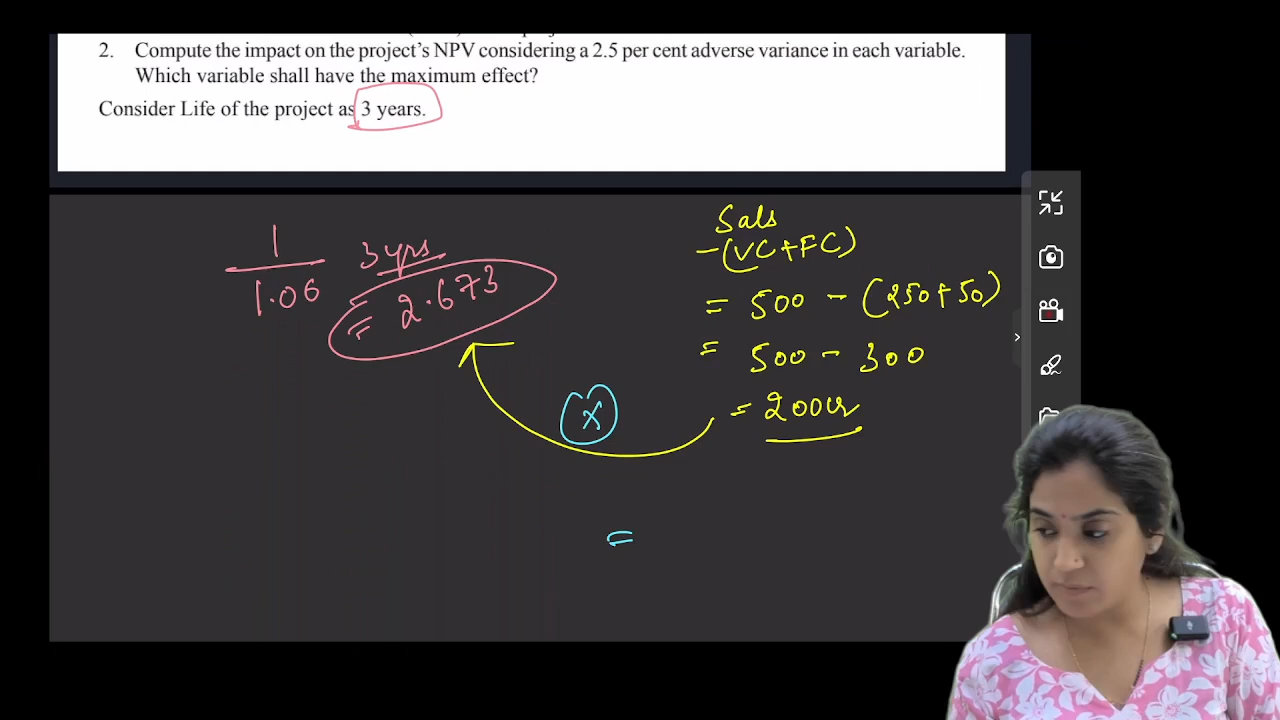 2. Compute the impact on the project's NPV considering a 2.5 per cent adverse variance in each variable.
Which variable shall have the maximum effect?
Consider Life of the project as 3 years.
1
1.06
3 yrs
= 2.673
Sals
-(VC+FC)
= 500 - (250+50)
= 500 - 300
= 200cr
x
=